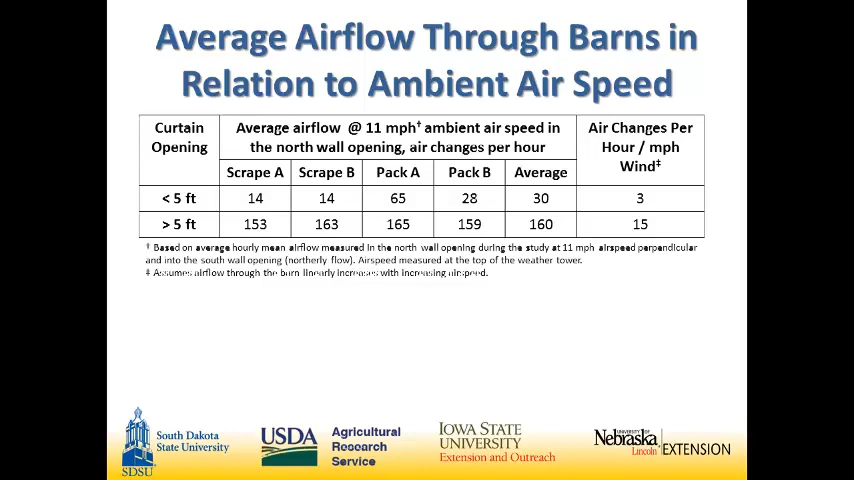 Average Airflow Through Barns in
Relation to Ambient Air Speed
Curtain Opening
Average airflow @ 11 mph† ambient air speed in the north wall opening, air changes per hour
Air Changes Per Hour / mph Wind‡
Scrape A Scrape B Pack A Pack B Average
< 5 ft 14 14 65 28 30 3
> 5 ft 153 163 165 159 160 15
† Based on average hourly mean airflow measured in the north wall opening during the study at 11 mph airspeed perpendicular
and into the south wall opening (northerly flow). Airspeed measured at the top of the weather tower.
‡ Assumes airflow through the barn linearly increases with increasing airspeed.
SDSU
South Dakota
State University
USDA
Agricultural
Research
Service
IOWA STATE
UNIVERSITY
Extension and Outreach
UNIVERSITY OF
Nebraska
Lincoln
EXTENSION